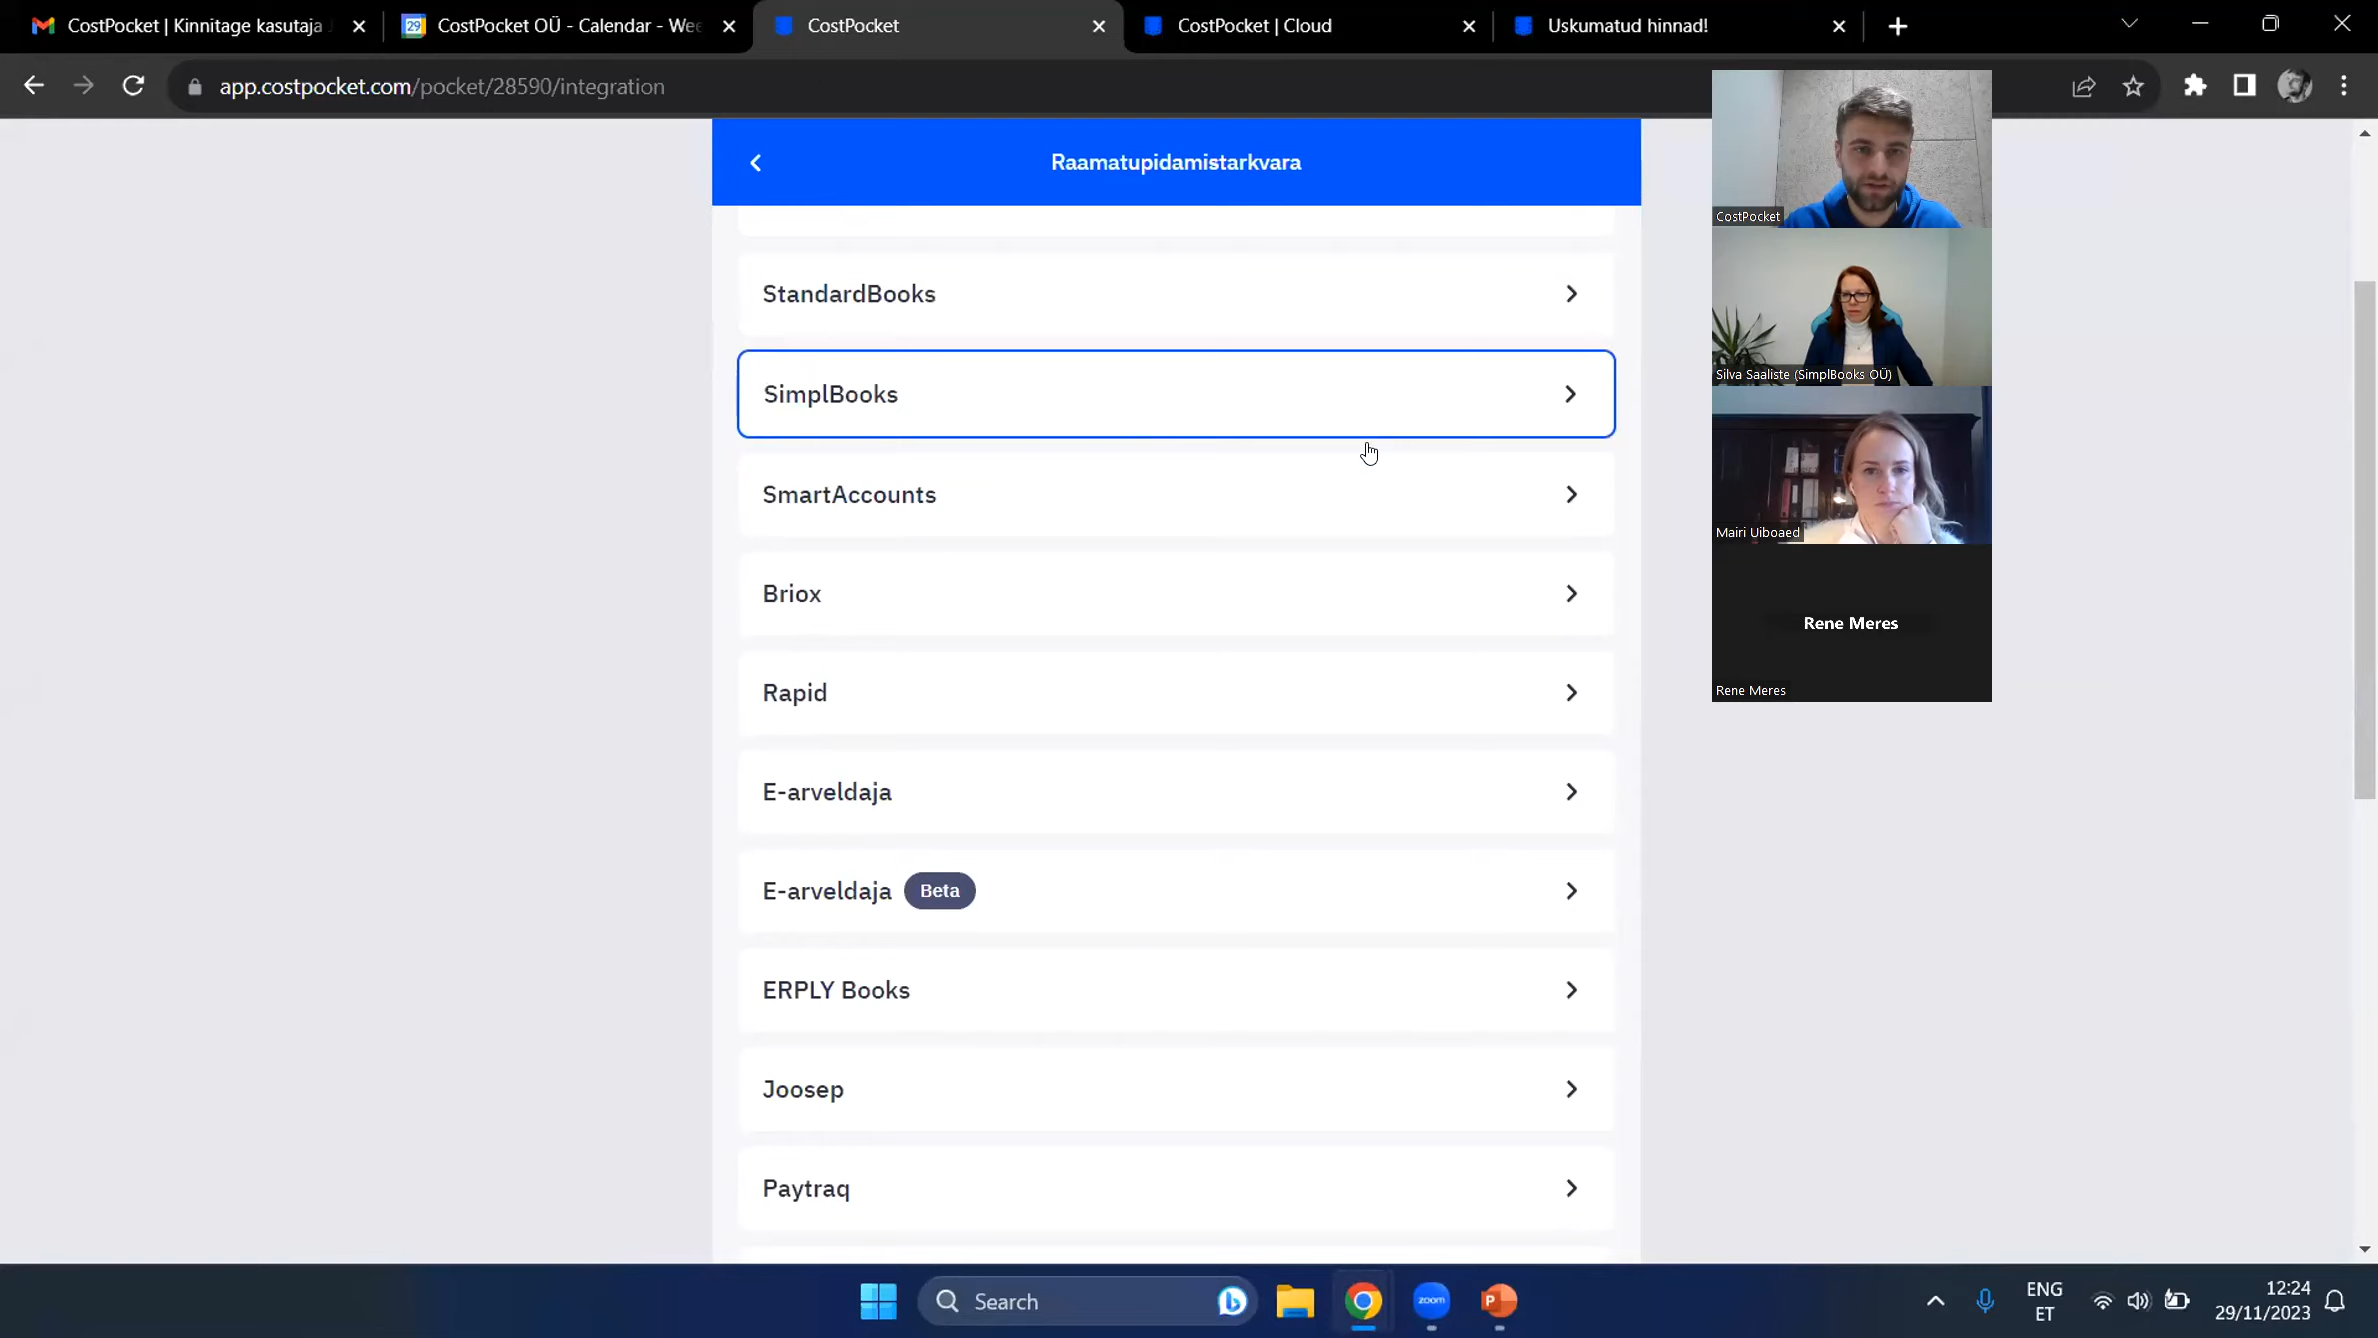 CostPocket | Kinnitage kasutaja
CostPocket OÜ - Calendar - Wee
CostPocket
CostPocket | Cloud
Uskumatud hinnad!
app.costpocket.com/pocket/28590/integration
Raamatupidamistarkvara
StandardBooks
SimplBooks
SmartAccounts
Briox
Rapid
E-arveldaja
E-arveldaja Beta
ERPLY Books
Joosep
Paytraq
CostPocket
Silva Saaliste (SimplBooks OÜ)
Mairi Uiboaed
Rene Meres
Rene Meres
Search
zoom
ENG
ET
12:24
29/11/2023